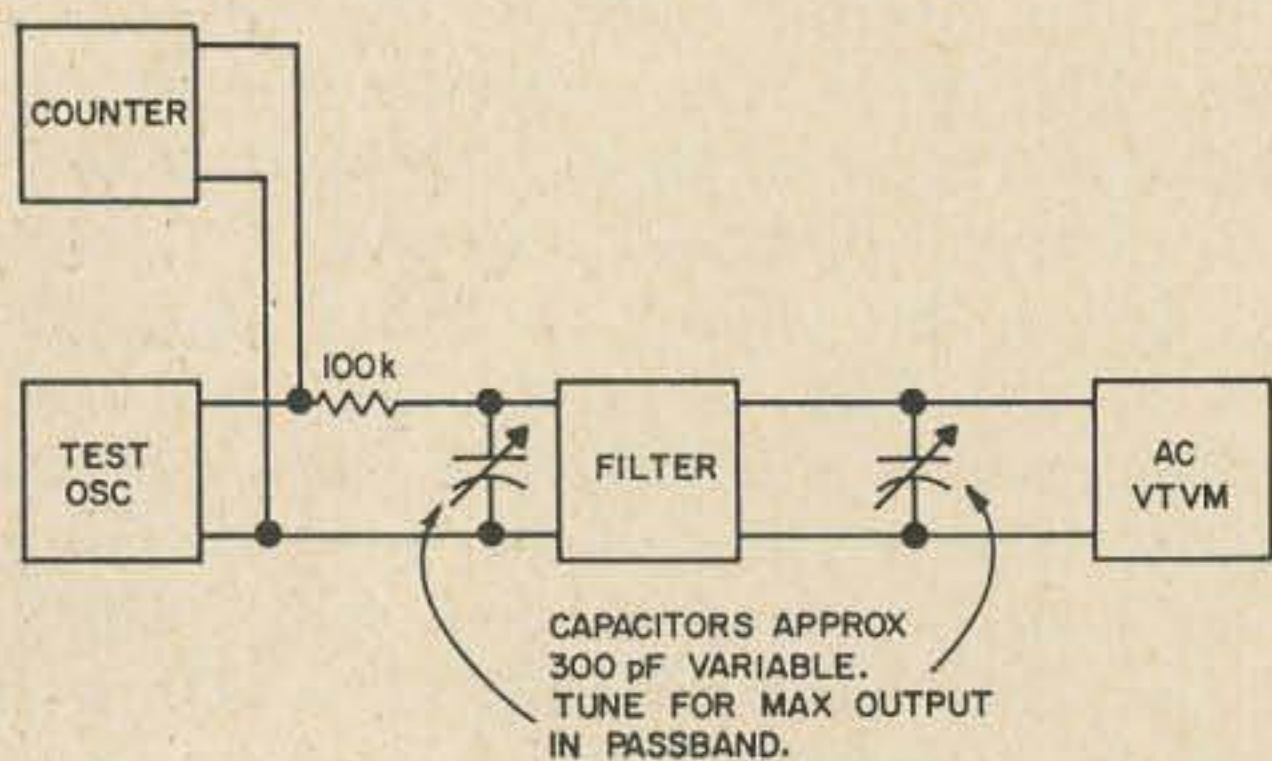 COUNTER
100k
TEST
OSC
FILTER
AC
VTVM
CAPACITORS APPROX
300 pF VARIABLE.
TUNE FOR MAX OUTPUT
IN PASSBAND.